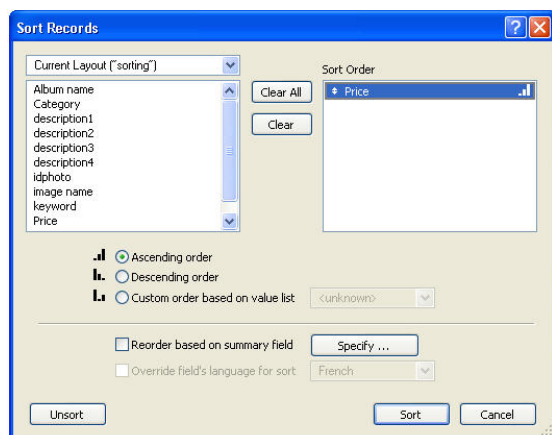 Sort Records
Current Layout ("sorting")
Sort Order
Album name
Category
description1
description2
description3
description4
idphoto
image name
keyword
Price
Clear All
Clear
Price
Ascending order
Descending order
Custom order based on value list
<unknown>
Reorder based on summary field
Specify ...
Override field's language for sort
French
Unsort
Sort
Cancel